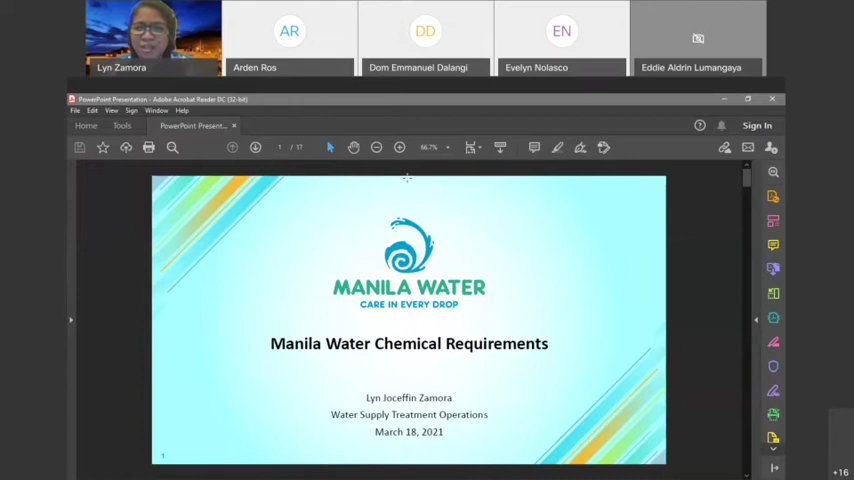 AR
DD
EN
Lyn Zamora
Arden Ros
Dom Emmanuel Dalangi
Evelyn Nolasco
Eddie Aldrin Lumangaya
PowerPoint Presentation - Adobe Acrobat Reader DC (32-bit)
File Edit View Sign Window Help
Home Tools PowerPoint Present... × Sign In
1 / 17 66.7%
MANILA WATER
CARE IN EVERY DROP
Manila Water Chemical Requirements
Lyn Joceffin Zamora
Water Supply Treatment Operations
March 18, 2021
1
+16